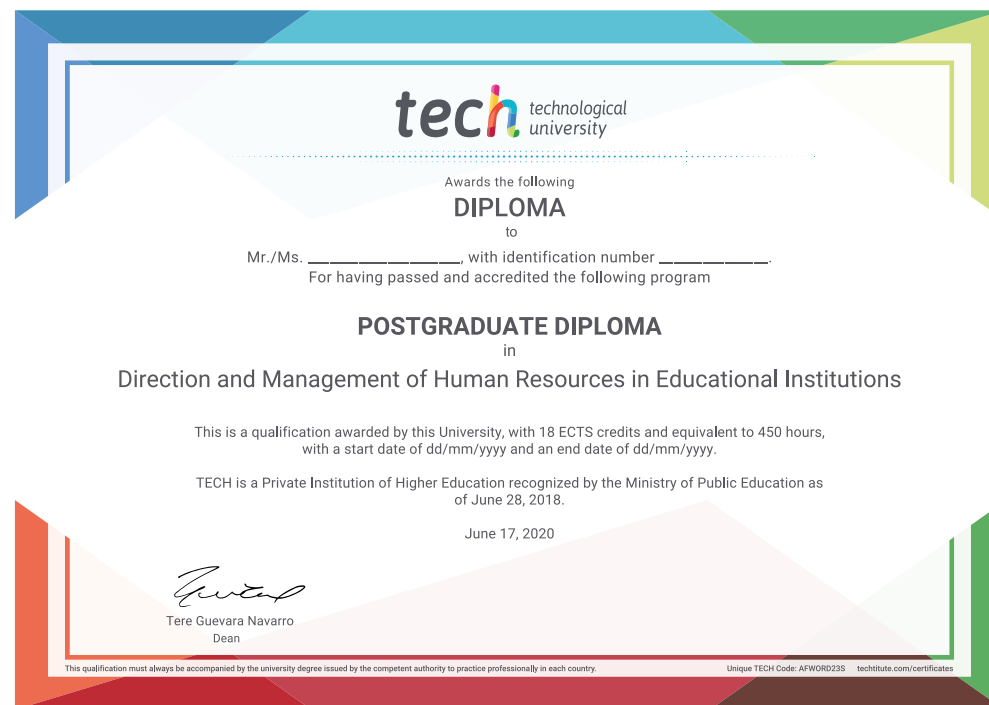 tech technological university
Awards the following
DIPLOMA
to
Mr./Ms. ____________________, with identification number ______________.
For having passed and accredited the following program
POSTGRADUATE DIPLOMA
in
Direction and Management of Human Resources in Educational Institutions
This is a qualification awarded by this University, with 18 ECTS credits and equivalent to 450 hours,
with a start date of dd/mm/yyyy and an end date of dd/mm/yyyy.
TECH is a Private Institution of Higher Education recognized by the Ministry of Public Education as
of June 28, 2018.
June 17, 2020
Tere Guevara Navarro
Dean
This qualification must always be accompanied by the university degree issued by the competent authority to practice professionally in each country.
Unique TECH Code: AFWORD23S techtitute.com/certificates